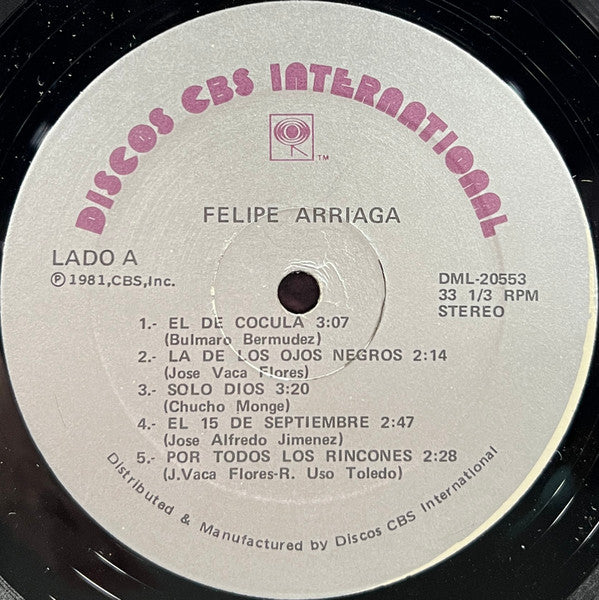 DISCOS CBS INTERNATIONAL
TM
FELIPE ARRIAGA
LADO A
℗ 1981,CBS,Inc.
DML-20553
33 1/3 RPM
STEREO
1.- EL DE COCULA 3:07
(Bulmaro Bermudez)
2.- LA DE LOS OJOS NEGROS 2:14
(Jose Vaca Flores)
3.- SOLO DIOS 3:20
(Chucho Monge)
4.- EL 15 DE SEPTIEMBRE 2:47
(Jose Alfredo Jimenez)
5.- POR TODOS LOS RINCONES 2:28
(J.Vaca Flores-R. Uso Toledo)
Distributed & Manufactured by Discos CBS International